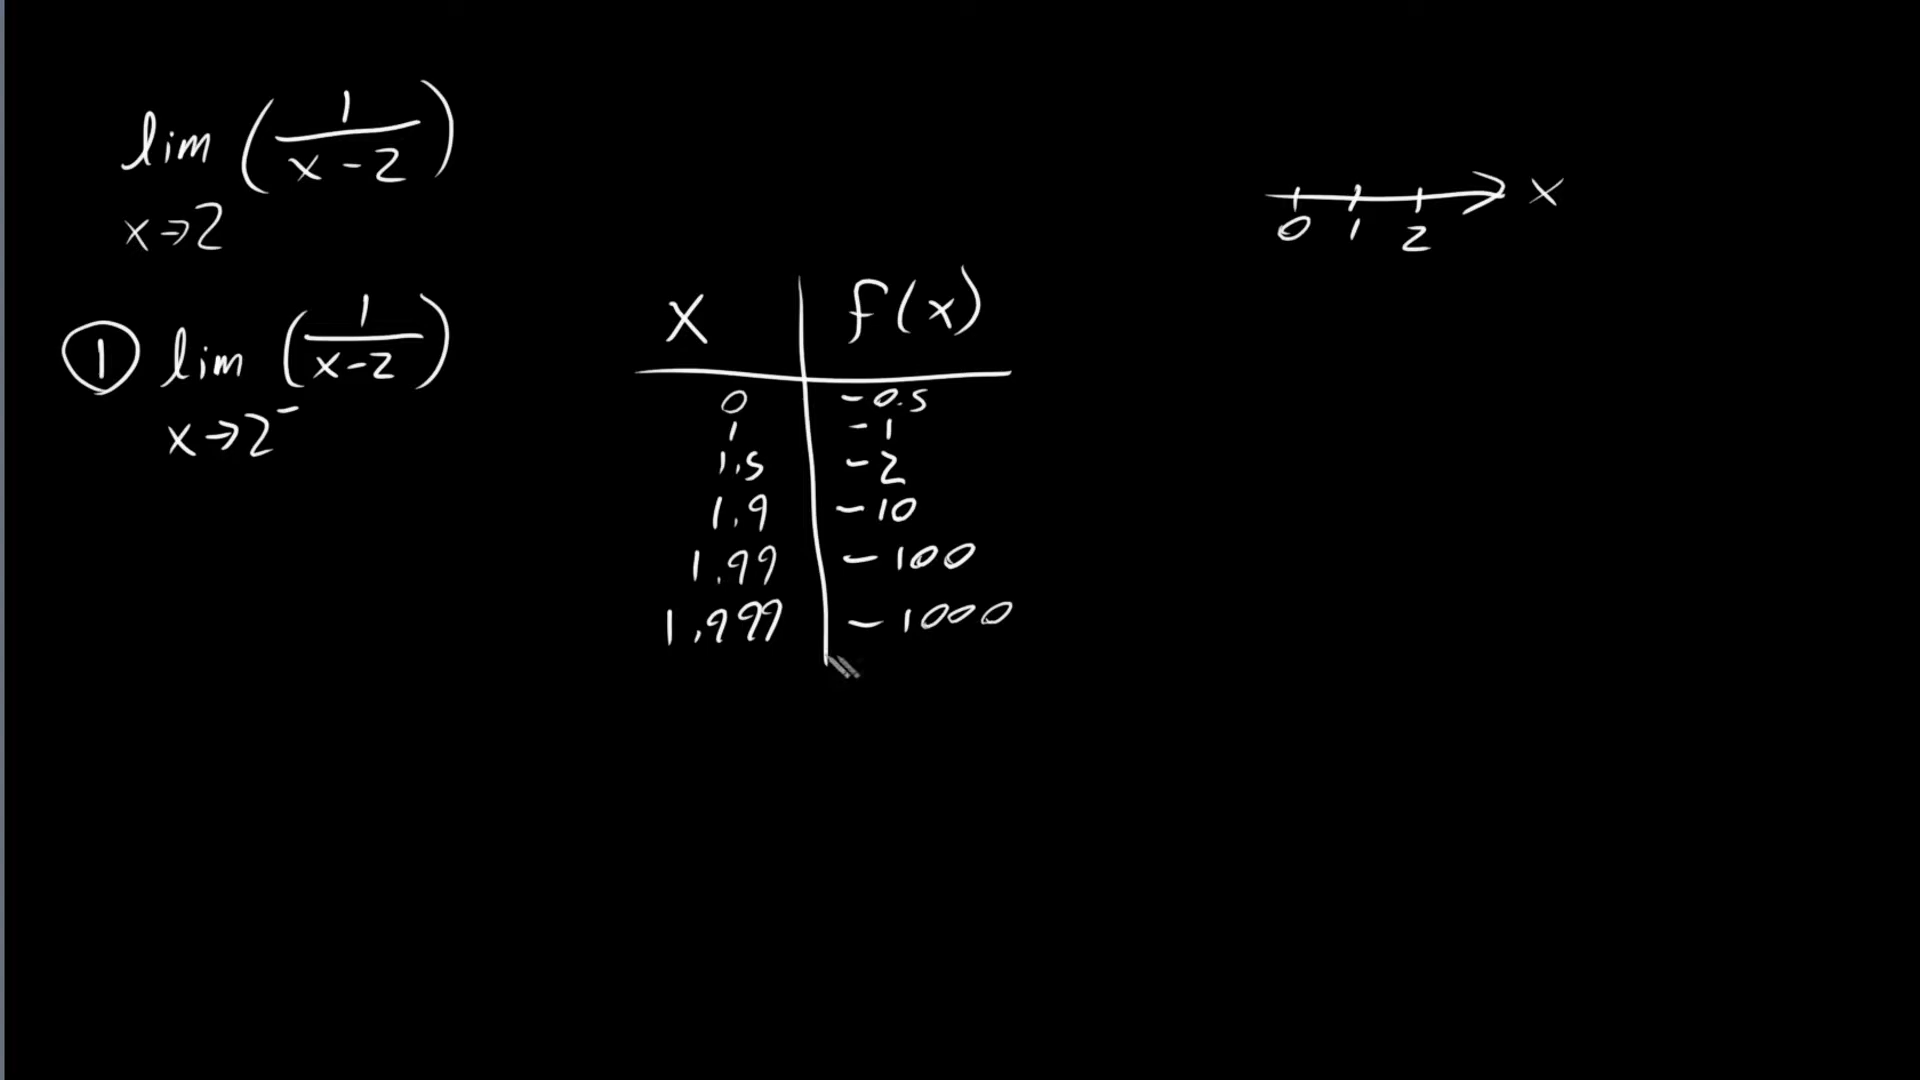 lim (1/(x-2))
x→2
① lim (1/(x-2))
x→2⁻
x f(x)
0 -0.5
1 -1
1.5 -2
1.9 -10
1.99 -100
1.999 -1000
x
0 1 2